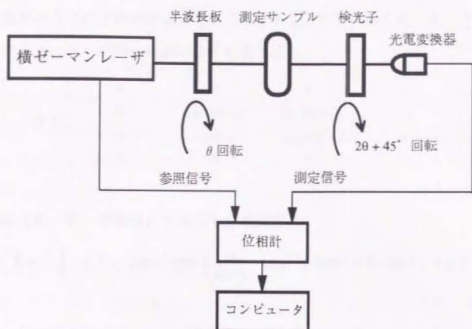 半波長板
測定サンプル
検光子
光電変換器
横ゼーマンレーザ
θ 回転
2θ + 45° 回転
参照信号
測定信号
位相計
コンピュータ